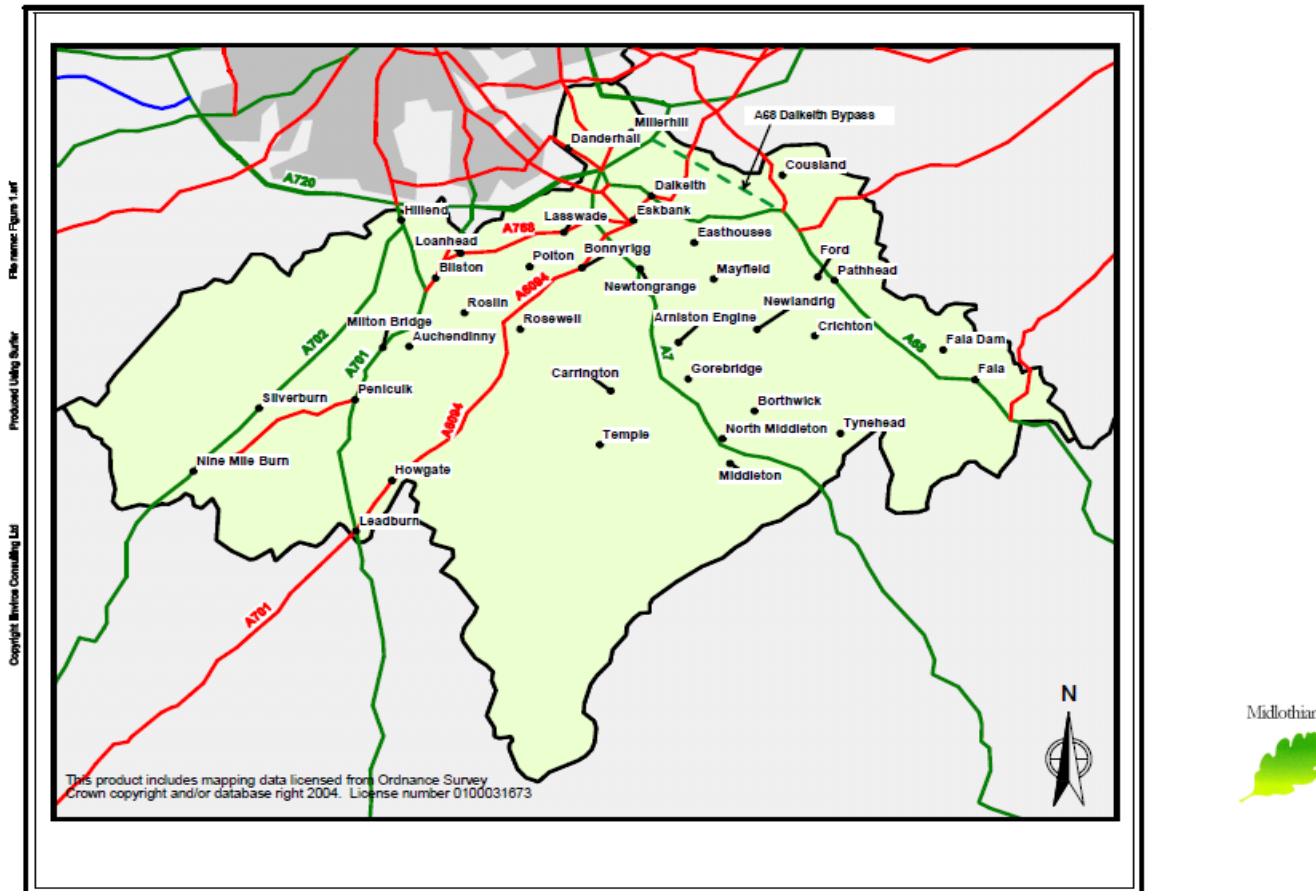 Millerhill
A68 Dalkeith Bypass
Danderhall
Cousland
A720
Dalkeith
Hillend
Lasswade
Eskbank
A768
Easthouses
Loanhead
Polton
Bonnyrigg
Ford
Bilston
Mayfield
Pathhead
A6094
Newtongrange
Roslin
Newlandrig
Milton Bridge
Rosewell
Arniston Engine
Crichton
A702
A701
Auchendinny
A7
A68
Fala Dam
Carrington
Gorebridge
Fala
Silverburn
Penicuik
A6094
Borthwick
Temple
North Middleton
Tynehead
Nine Mile Burn
Howgate
Middleton
Leadburn
A701
N
This product includes mapping data licensed from Ordnance Survey
Crown copyright and/or database right 2004. License number 0100031673
Copyright Enviros Consulting Ltd
Produced Using Surfer
File name: Figure 1.srf
Midlothian